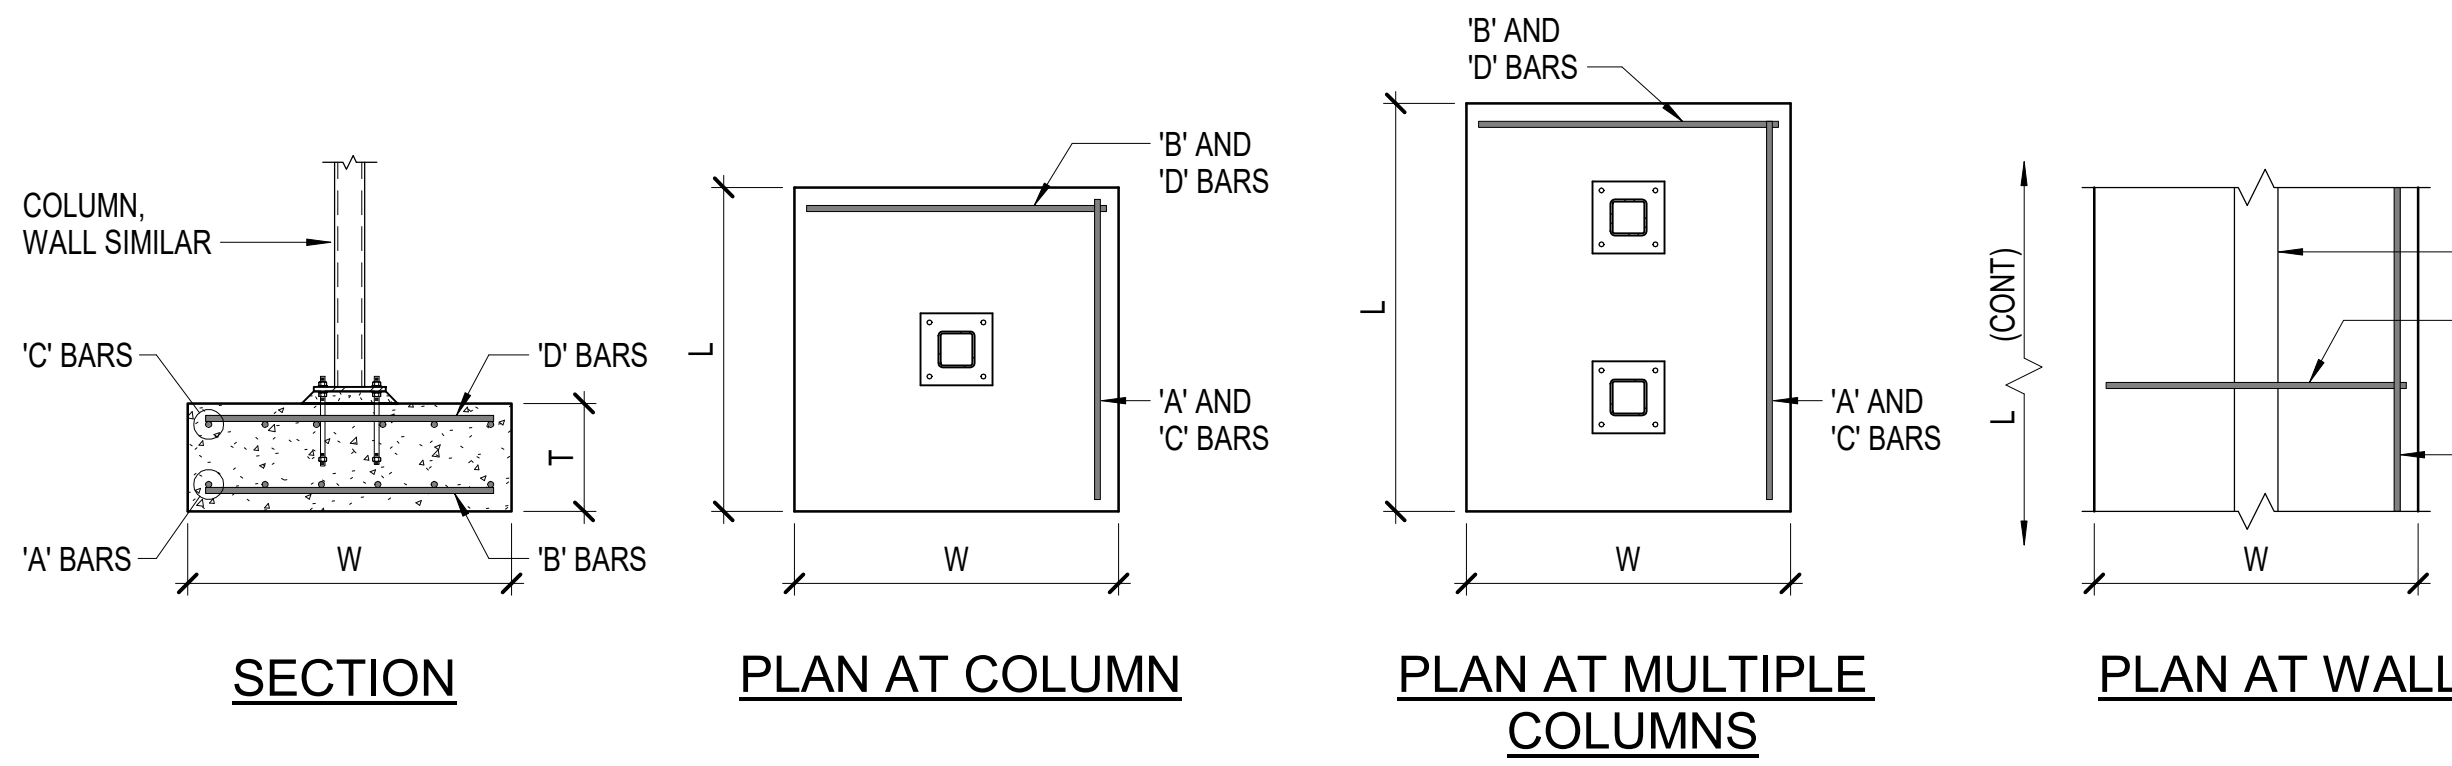 COLUMN,
WALL SIMILAR
'C' BARS
'D' BARS
T
'A' BARS
W
'B' BARS
SECTION
'B' AND
'D' BARS
L
'A' AND
'C' BARS
W
PLAN AT COLUMN
'B' AND
'D' BARS
L
'A' AND
'C' BARS
W
PLAN AT MULTIPLE
COLUMNS
L (CONT)
W
PLAN AT WALL